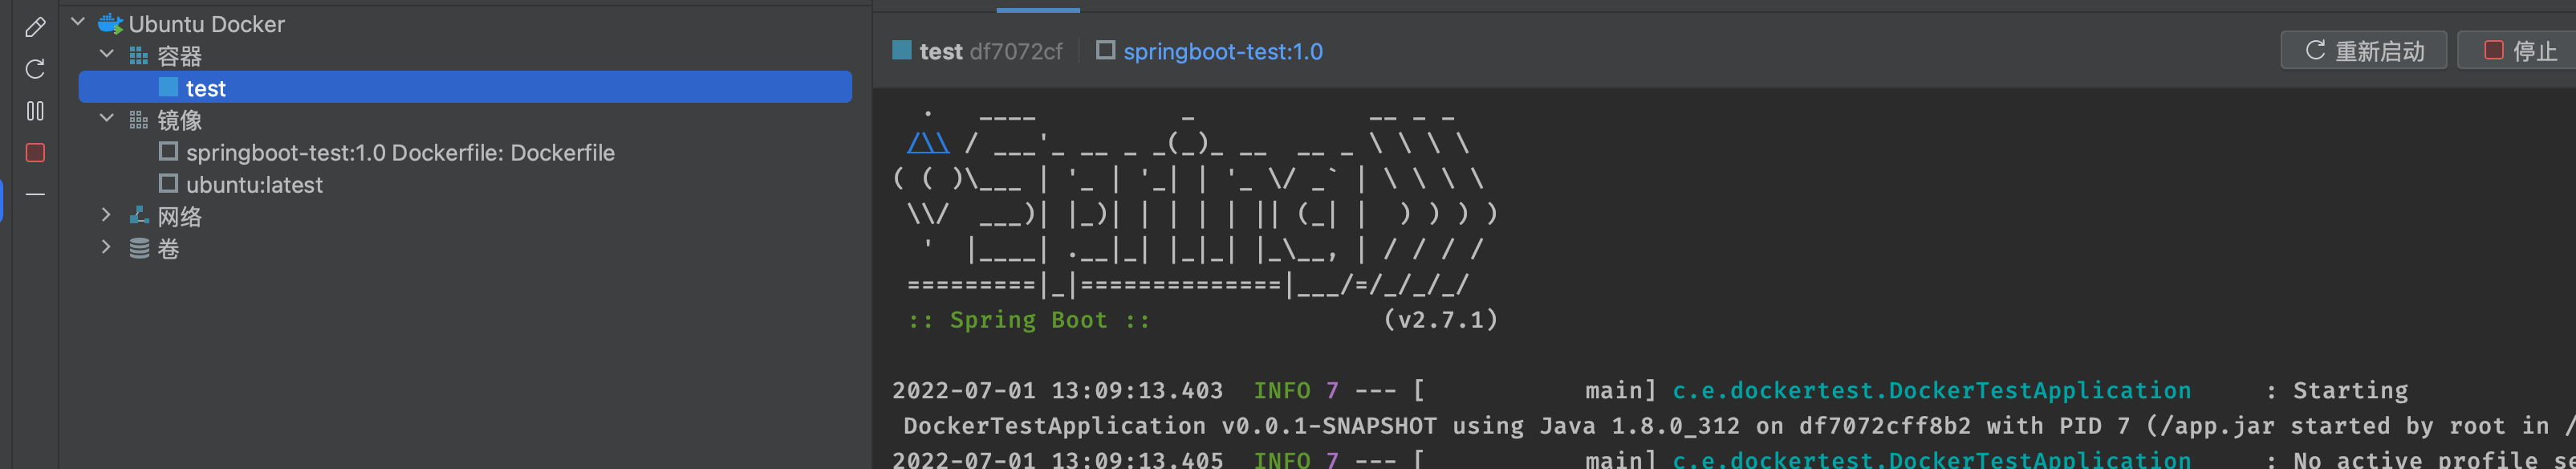 Ubuntu Docker
容器
test
镜像
springboot-test:1.0 Dockerfile: Dockerfile
ubuntu:latest
网络
卷
test df7072cf springboot-test:1.0
重新启动 停止
  .   ____          _            __ _ _
 /\\ / ___'_ __ _ _(_)_ __  __ _ \ \ \ \
( ( )\___ | '_ | '_| | '_ \/ _` | \ \ \ \
 \\/  ___)| |_)| | | | | || (_| |  ) ) ) )
  '  |____| .__|_| |_|_| |_\__, | / / / /
 =========|_|==============|___/=/_/_/_/
 :: Spring Boot ::                (v2.7.1)
2022-07-01 13:09:13.403  INFO 7 --- [           main] c.e.dockertest.DockerTestApplication     : Starting
DockerTestApplication v0.0.1-SNAPSHOT using Java 1.8.0_312 on df7072cff8b2 with PID 7 (/app.jar started by root in /
2022-07-01 13:09:13.405  INFO 7 --- [           main] c.e.dockertest.DockerTestApplication     : No active profile s